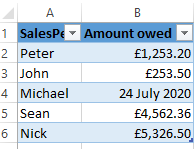 A B
1 SalesPe Amount owed
2 Peter £1,253.20
3 John £253.50
4 Michael 24 July 2020
5 Sean £4,562.36
6 Nick £5,326.50